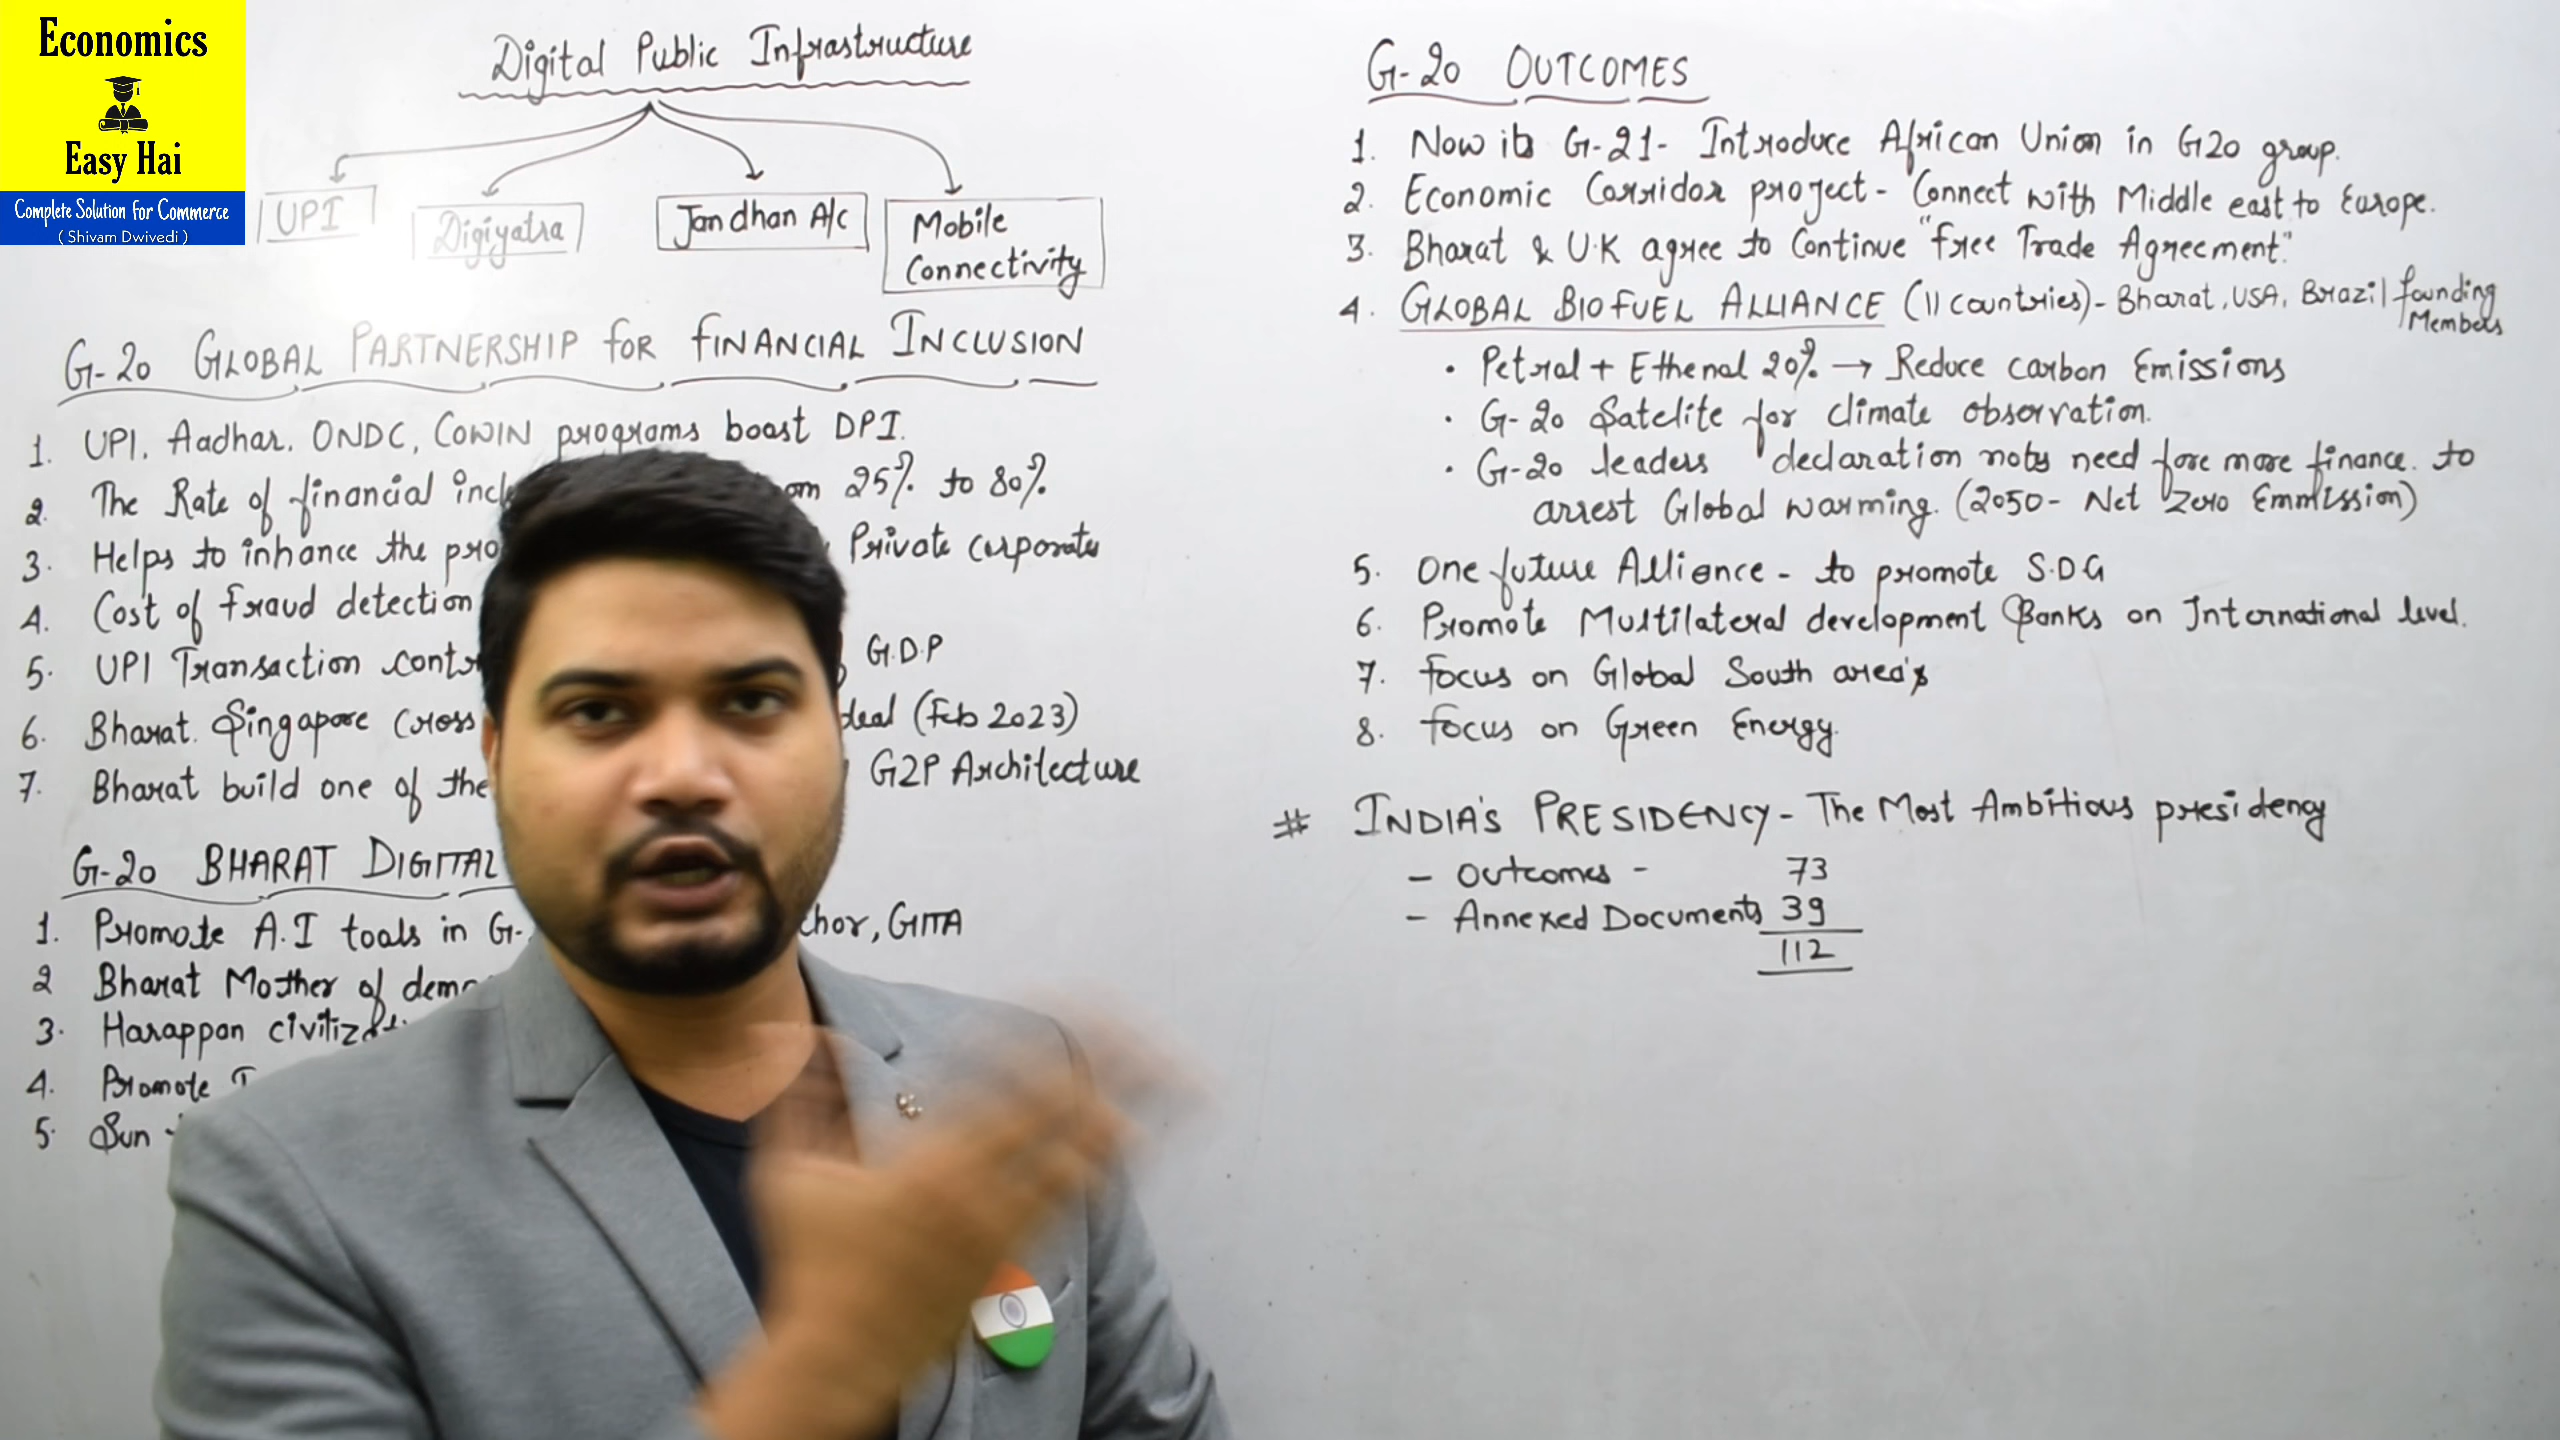 Economics
Easy Hai
Complete Solution for Commerce
( Shivam Dwivedi )
Digital Public Infrastructure
UPI
Digiyatra
Jandhan A/c
Mobile
Connectivity
G-20 GLOBAL PARTNERSHIP FOR FINANCIAL INCLUSION
1. UPI, Aadhar, ONDC, COWIN programs boost DPI.
2. The Rate of financial 25% to 80%
3. Helps to inhance the Private corporates
4. Cost of fraud detection
5. UPI Transaction G.D.P
6. Bharat. Singapore Cross deal (Feb 2023)
7. Bharat build one of the G2P Architecture
G-20 BHARAT DIGITAL
1. Promote A.I tools in G- GITA
2 Bharat Mother of
3. Harappan
4. Promote
5. Sun
G-20 OUTCOMES
1. Now its G-21- Introduce African Union in G20 group.
2. Economic Corridor project - Connect with Middle east to Europe.
3. Bharat & U.K agree to Continue "free Trade Agreement."
4. GLOBAL BIOFUEL ALLIANCE (11 countries) - Bharat, USA, Brazil founding
Members
• Petrol + Ethenol 20% → Reduce carbon Emissions
• G-20 Satelite for climate observation.
• G-20 leaders declaration notes need fore more finance. to
arrest Global warming. (2050- Net Zero Emmission)
5. One future Alliance - to promote S.D.G
6. Promote Multilateral development Banks on International level.
7. focus on Global South area's
8. focus on Green Energy.
# INDIA'S PRESIDENCY - The Most Ambitious presidency
- Outcomes - 73
- Annexed Documents 39
112